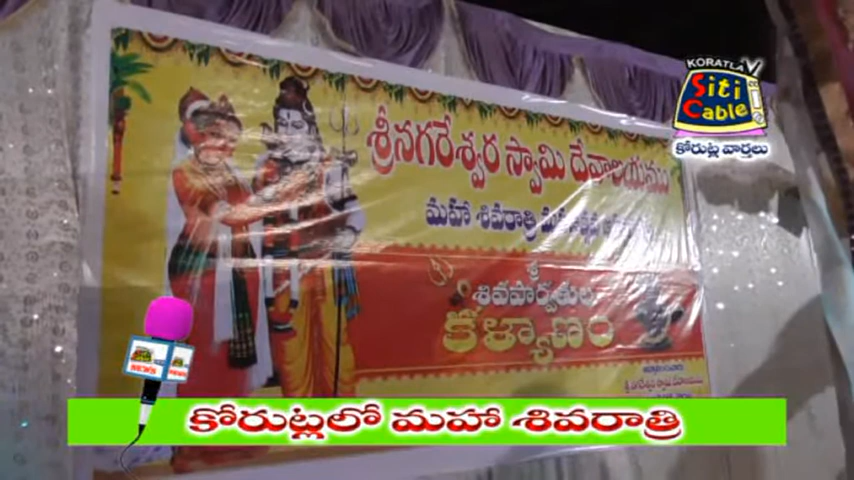 KORATLA
Siti
Cable
కోరుట్ల వార్తలు
శ్రీనగరేశ్వర స్వామి దేవాలయము
మహా శివరాత్రి
శ్రీ
శివపార్వతుల
కళ్యాణం
NEWS
కోరుట్లలో మహా శివరాత్రి